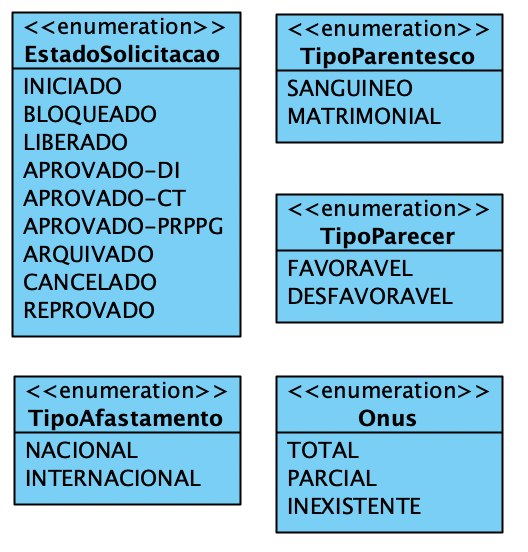 <<enumeration>>
EstadoSolicitacao
INICIADO
BLOQUEADO
LIBERADO
APROVADO-DI
APROVADO-CT
APROVADO-PRPPG
ARQUIVADO
CANCELADO
REPROVADO
<<enumeration>>
TipoParentesco
SANGUINEO
MATRIMONIAL
<<enumeration>>
TipoParecer
FAVORAVEL
DESFAVORAVEL
<<enumeration>>
TipoAfastamento
NACIONAL
INTERNACIONAL
<<enumeration>>
Onus
TOTAL
PARCIAL
INEXISTENTE